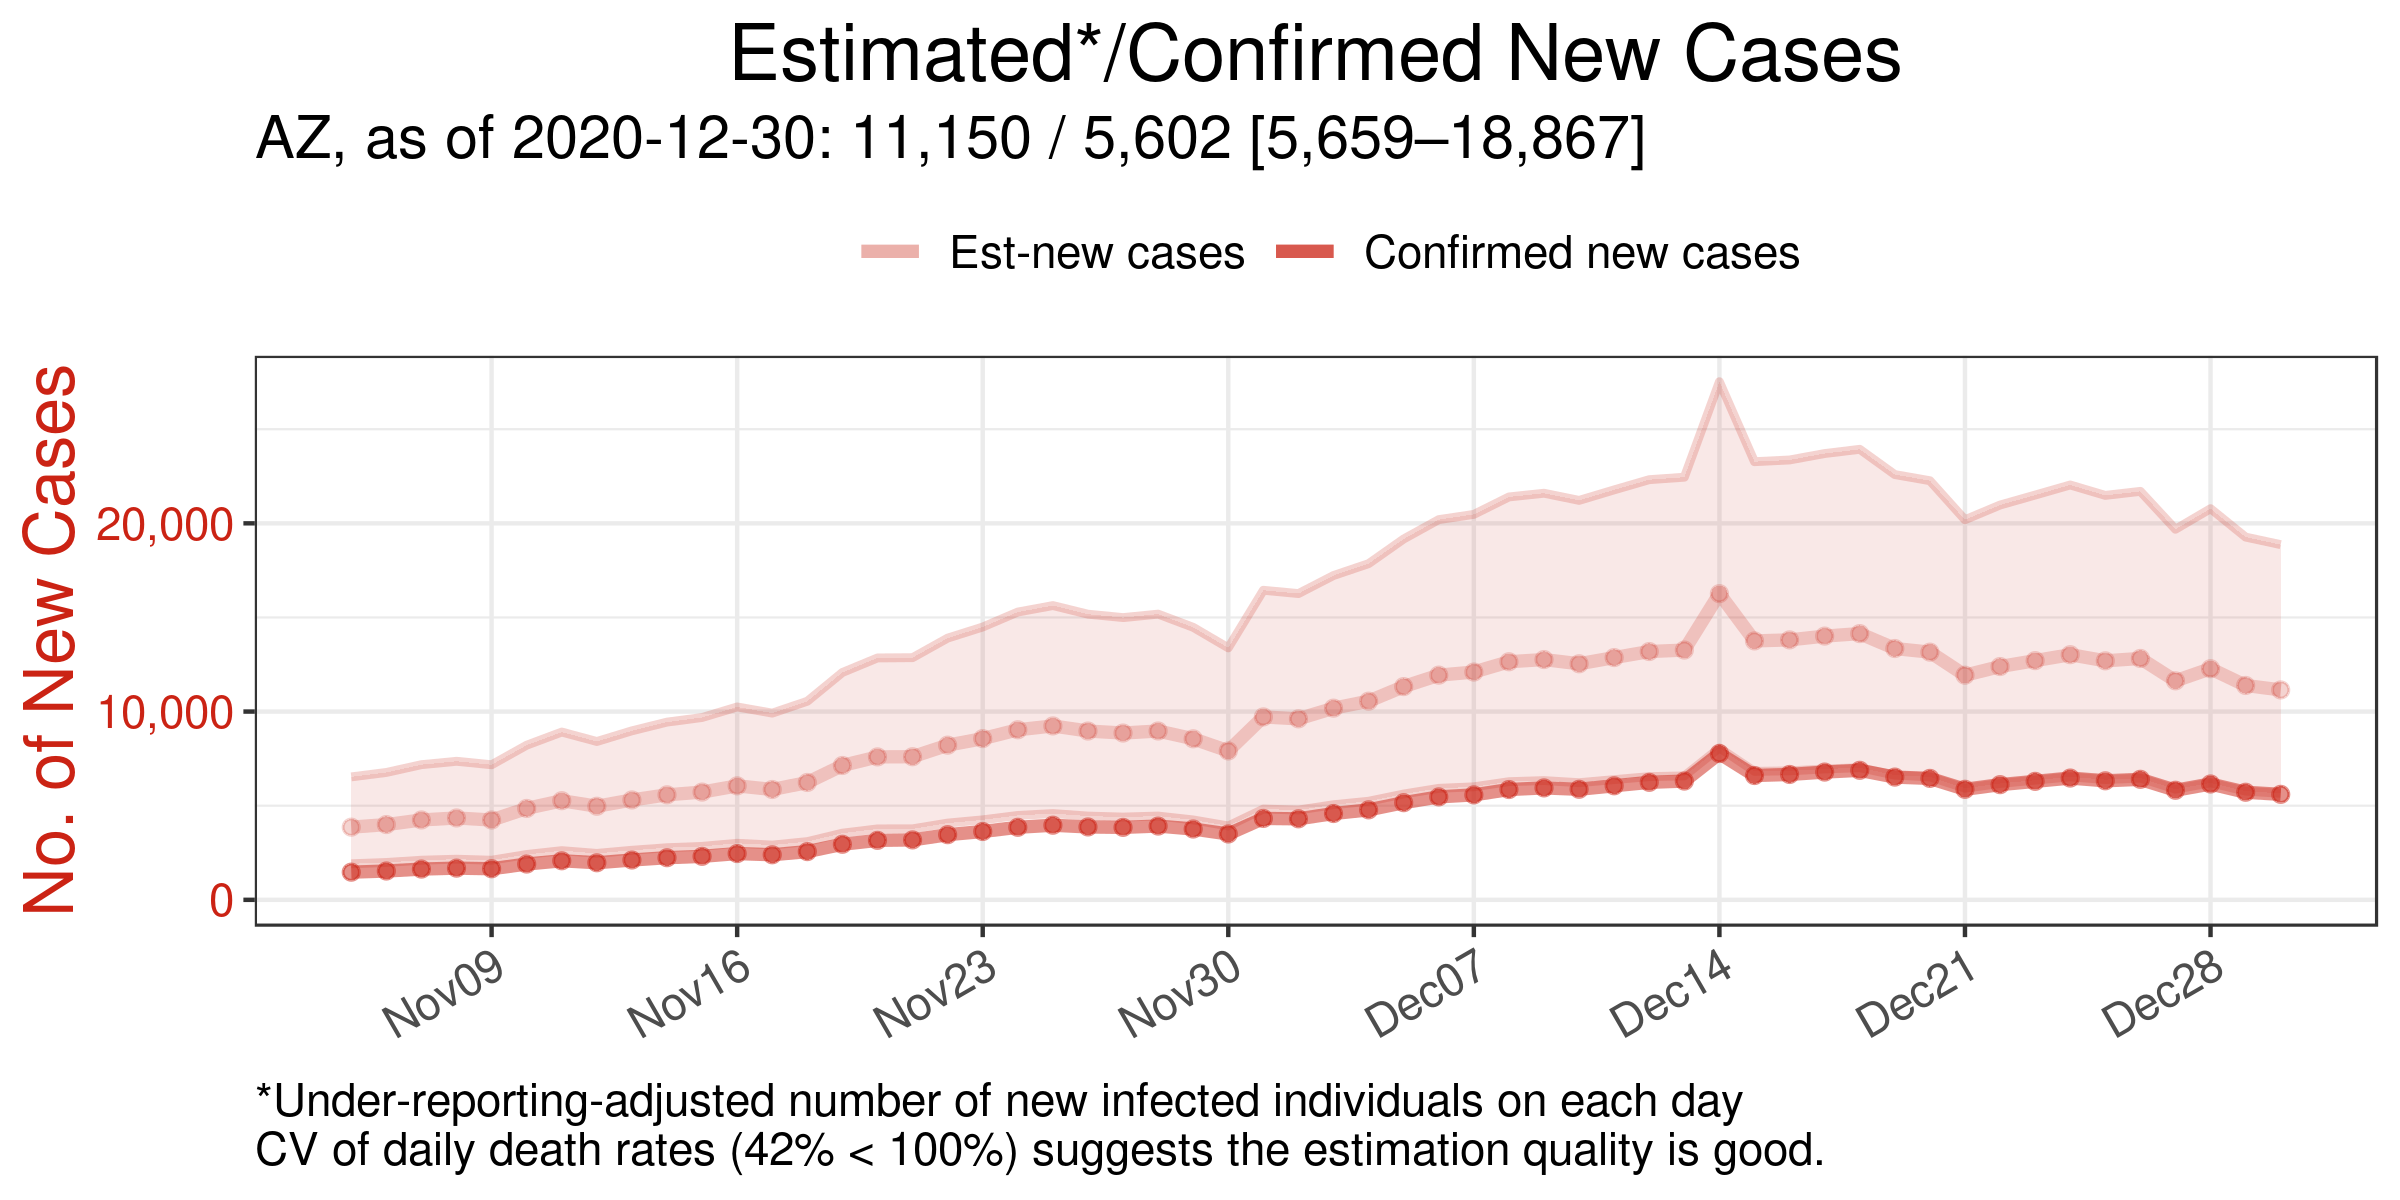 Estimated*/Confirmed New Cases
AZ, as of 2020-12-30: 11,150 / 5,602 [5,659–18,867]
Est-new cases
Confirmed new cases
No. of New Cases
20,000
10,000
0
Nov09
Nov16
Nov23
Nov30
Dec07
Dec14
Dec21
Dec28
*Under-reporting-adjusted number of new infected individuals on each day
CV of daily death rates (42% < 100%) suggests the estimation quality is good.